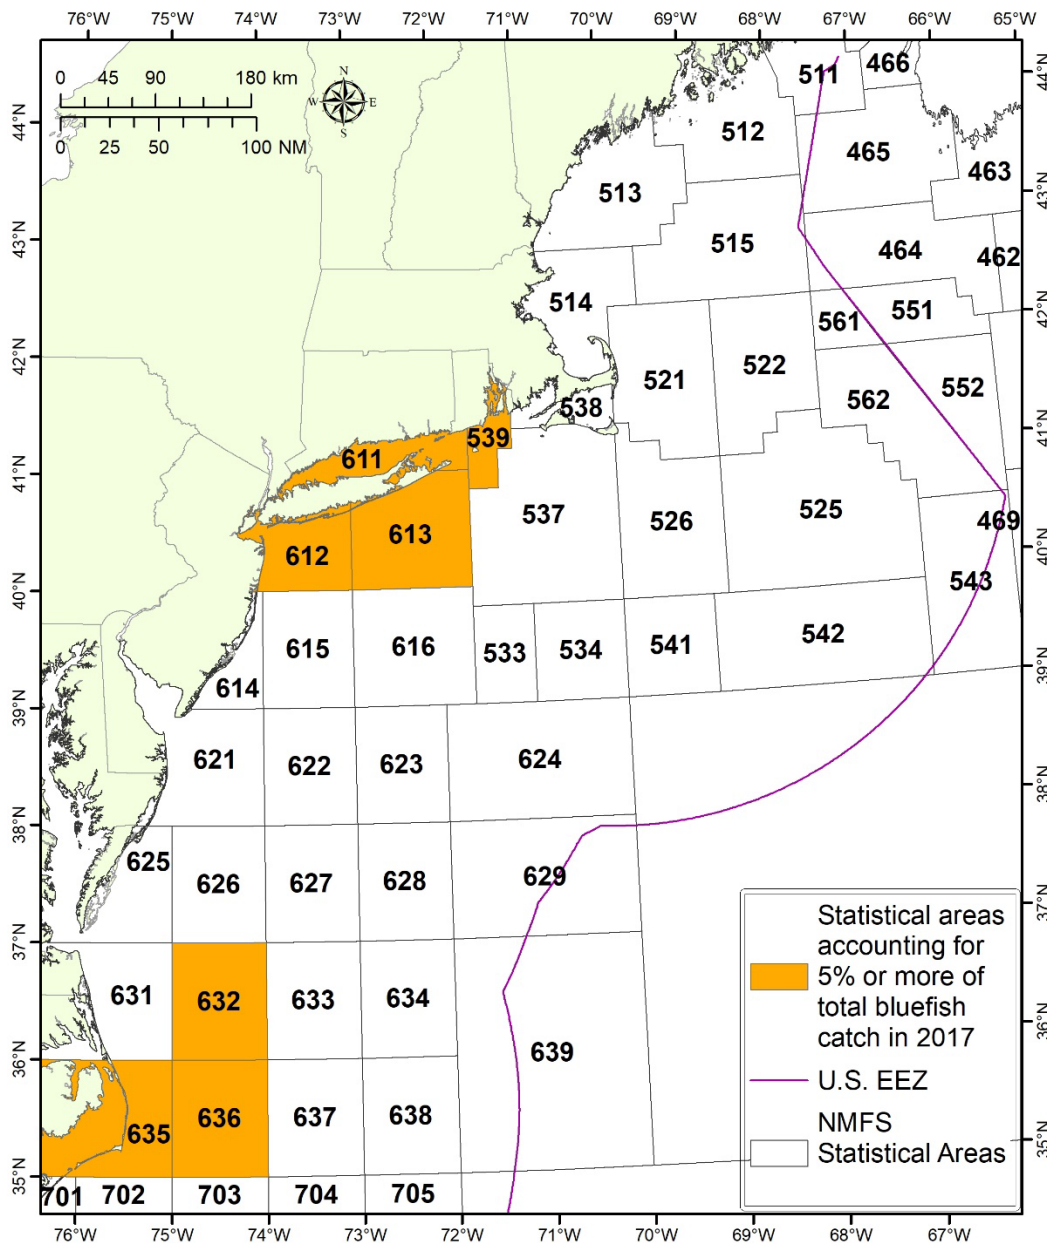 76°W 74°W 73°W 72°W 71°W 70°W 69°W 68°W 67°W 66°W 65°W
0 45 90 180 km
0 25 50 100 NM
N
W E
S
44°N
43°N
42°N
41°N
40°N
39°N
38°N
37°N
36°N
35°N
44°N
43°N
42°N
41°N
40°N
39°N
38°N
37°N
36°N
35°N
511 466
512 465
513 463
515 464 462
514 561 551
521 522 562 552
538
611 539
537 526 525 469
612 613
543
615 616 533 534 541 542
614
621 622 623 624
625 626 627 628 629
631 632 633 634
639
635 636 637 638
701 702 703 704 705
Statistical areas
accounting for
5% or more of
total bluefish
catch in 2017
U.S. EEZ
NMFS
Statistical Areas
76°W 75°W 74°W 73°W 72°W 71°W 70°W 69°W 68°W 67°W